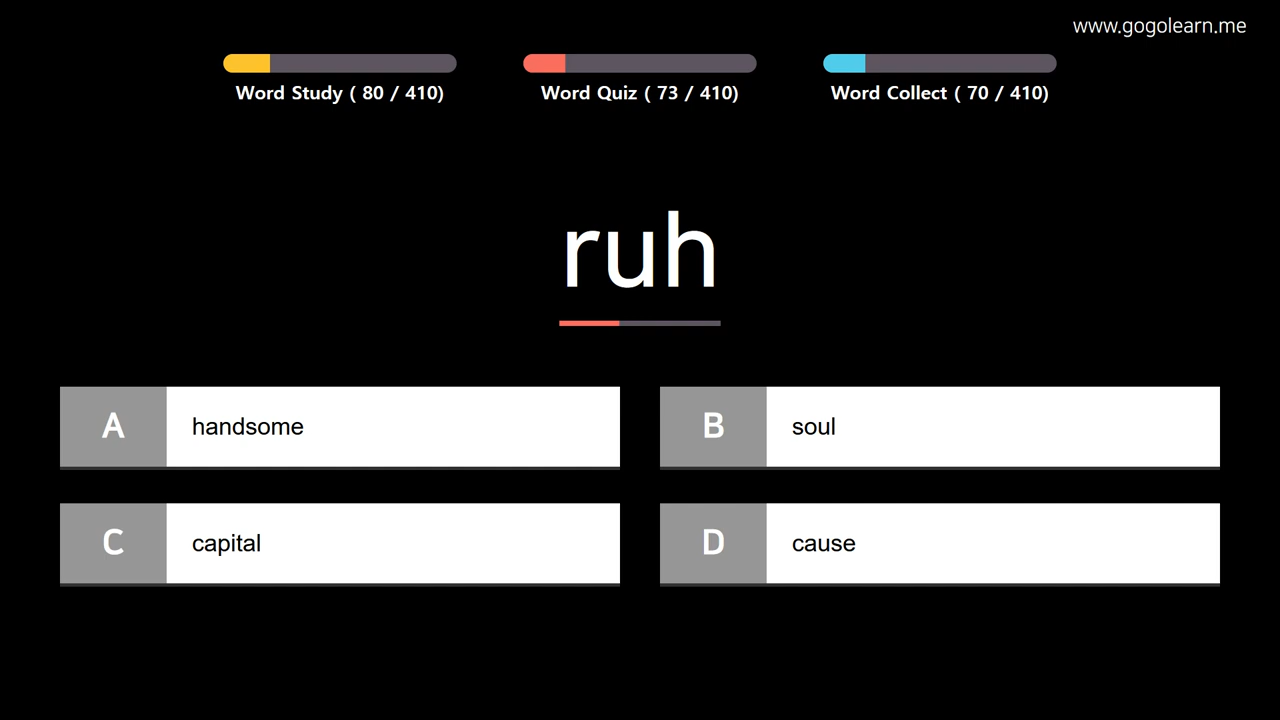 www.gogolearn.me
Word Study ( 80 / 410)
Word Quiz ( 73 / 410)
Word Collect ( 70 / 410)
ruh
A handsome
B soul
C capital
D cause